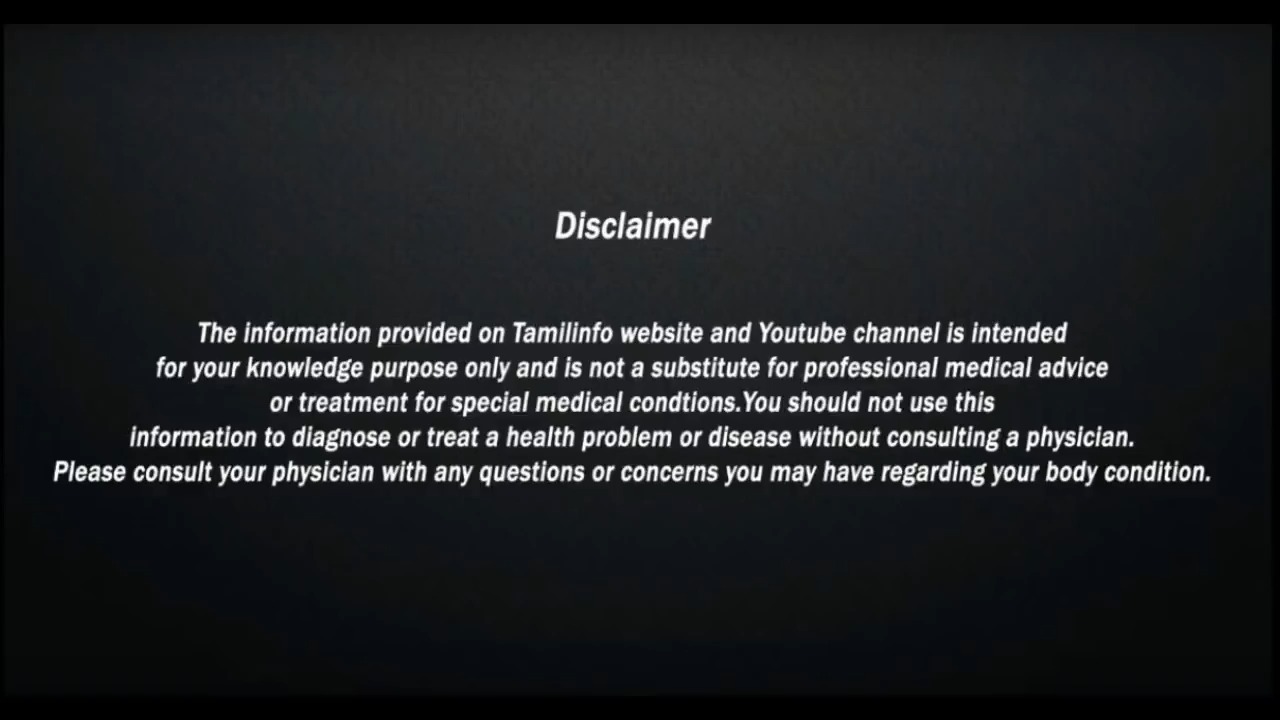 Disclaimer
The information provided on Tamilinfo website and Youtube channel is intended
for your knowledge purpose only and is not a substitute for professional medical advice
or treatment for special medical condtions.You should not use this
information to diagnose or treat a health problem or disease without consulting a physician.
Please consult your physician with any questions or concerns you may have regarding your body condition.